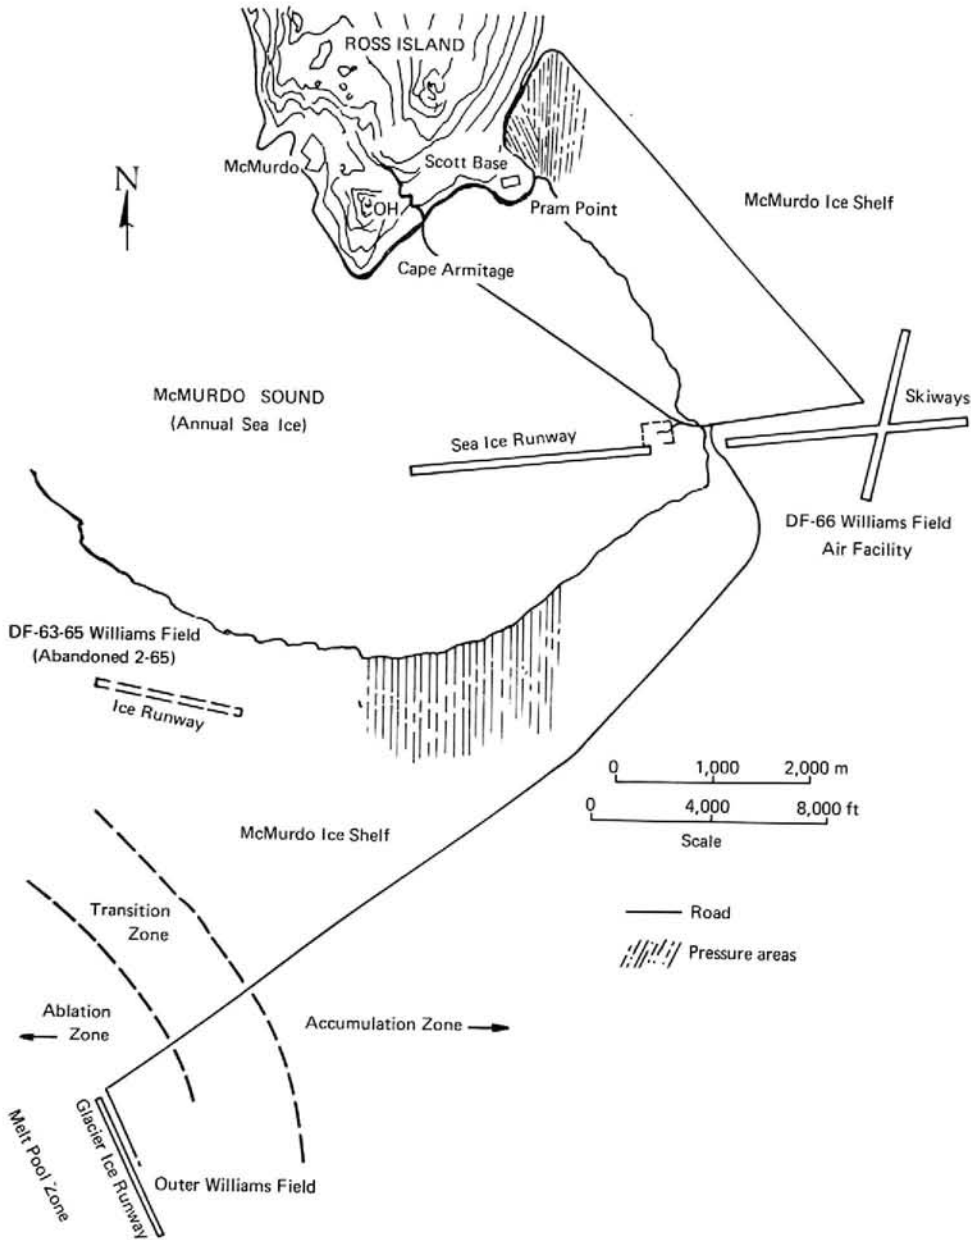 ROSS ISLAND
McMurdo
Scott Base
N
OH
Pram Point
McMurdo Ice Shelf
Cape Armitage
McMURDO SOUND
(Annual Sea Ice)
Skiways
Sea Ice Runway
DF-66 Williams Field
Air Facility
DF-63-65 Williams Field
(Abandoned 2-65)
Ice Runway
0 1,000 2,000 m
0 4,000 8,000 ft
Scale
McMurdo Ice Shelf
Transition
Zone
Road
Pressure areas
Ablation
Zone
Accumulation Zone
Glacier Ice Runway
Melt Pool Zone
Outer Williams Field